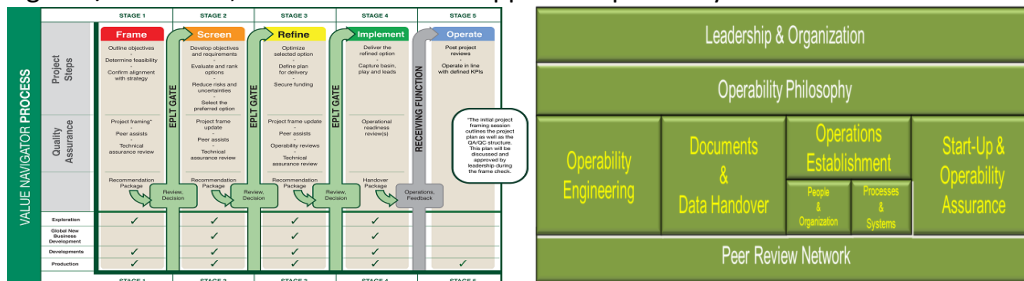 STAGE 1
STAGE 2
STAGE 3
STAGE 4
STAGE 5
VALUE NAVIGATOR PROCESS
Project
Steps
Quality
Assurance
Frame
Outline objectives
-
Determine feasibility
-
Confirm alignment
with strategy
Project framing*
-
Peer assists
-
Technical
assurance review
Recommendation
Package
EPLT GATE
Review,
Decision
Screen
Develop objectives
and requirements
-
Evaluate and rank
options
-
Reduce risks and
uncertainties
-
Select the
preferred option
Project frame
update
-
Peer assists
-
Technical
assurance review
Recommendation
Package
EPLT GATE
Review,
Decision
Refine
Optimize
selected option
-
Define plan
for delivery
-
Secure funding
Project frame update
-
Operability reviews
-
Technical
assurance review
Recommendation
Package
EPLT GATE
Review,
Decision
Implement
Deliver the
refined option
-
Capture basin,
play and leads
Operational
readiness
review(s)
Handover
Package
RECEIVING FUNCTION
Operations,
Feedback
Operate
Post project
reviews
-
Operate in line
with defined KPIs
*The initial project
framing session
outlines the project
plan as well as the
QA/QC structure.
This plan will be
discussed and
approved by
leadership during
the frame check.
Exploration ✓ ✓ ✓
Global New
Business
Development ✓ ✓ ✓
Developments ✓ ✓ ✓ ✓
Production ✓ ✓ ✓ ✓ ✓
Leadership & Organization
Operability Philosophy
Operability
Engineering
Documents
&
Data Handover
Operations
Establishment
People
&
Organization
Processes
&
Systems
Start-Up &
Operability
Assurance
Peer Review Network